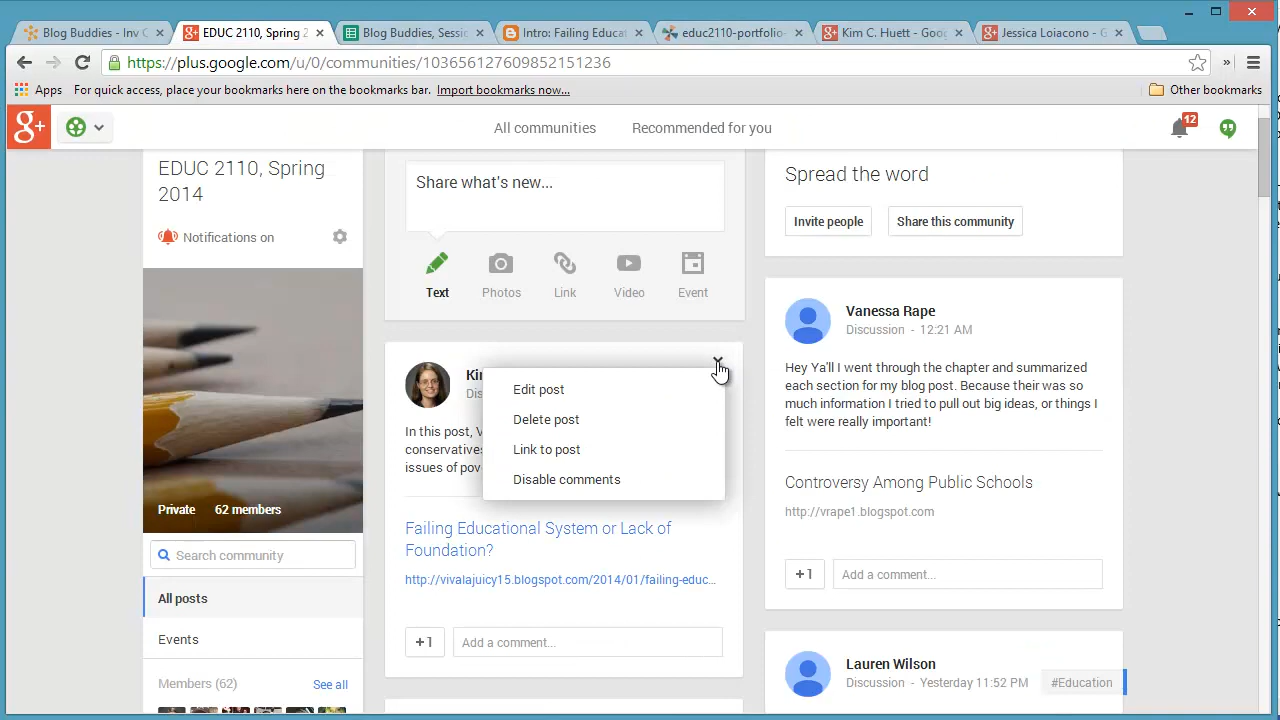 Blog Buddies - Inv C
EDUC 2110, Spring 2
Blog Buddies, Sessi
Intro: Failing Educat
educ2110-portfolio-
Kim C. Huett - Goog
Jessica Loiacono - G
https://plus.google.com/u/0/communities/103656127609852151236
Apps
For quick access, place your bookmarks here on the bookmarks bar. Import bookmarks now...
Other bookmarks
g+
All communities
Recommended for you
12
EDUC 2110, Spring
2014
Notifications on
Private
62 members
Search community
All posts
Events
Members (62)
See all
Share what's new...
Text
Photos
Link
Video
Event
Ki
Dis
In this post, V
conservatives
issues of pov
Edit post
Delete post
Link to post
Disable comments
Failing Educational System or Lack of
Foundation?
http://vivalajuicy15.blogspot.com/2014/01/failing-educ...
+1
Add a comment...
Spread the word
Invite people
Share this community
Vanessa Rape
Discussion - 12:21 AM
Hey Ya'll I went through the chapter and summarized
each section for my blog post. Because their was so
much information I tried to pull out big ideas, or things I
felt were really important!
Controversy Among Public Schools
http://vrape1.blogspot.com
+1
Add a comment...
Lauren Wilson
Discussion - Yesterday 11:52 PM
#Education